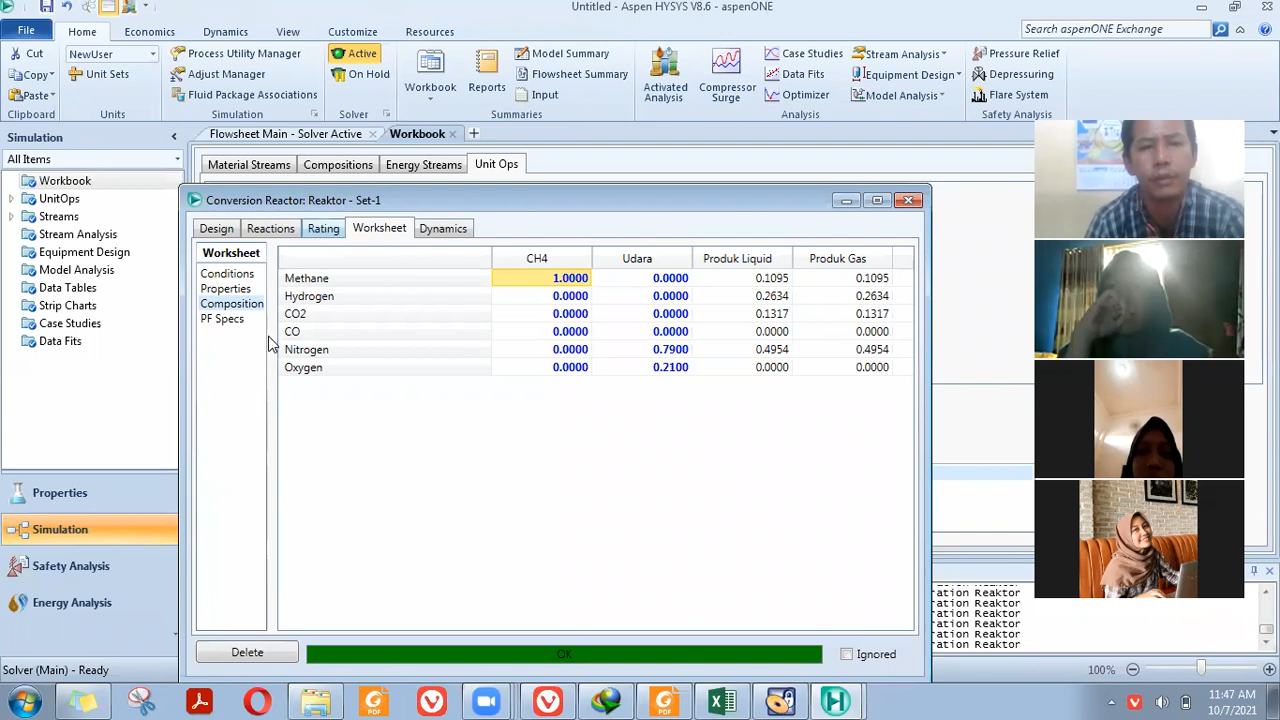 Untitled - Aspen HYSYS V8.6 - aspenONE
File
Home
Economics
Dynamics
View
Customize
Resources
Search aspenONE Exchange
Cut
Copy
Paste
Clipboard
NewUser
Unit Sets
Units
Process Utility Manager
Adjust Manager
Fluid Package Associations
Simulation
Active
On Hold
Solver
Workbook
Reports
Model Summary
Flowsheet Summary
Input
Summaries
Activated
Analysis
Compressor
Surge
Case Studies
Data Fits
Optimizer
Stream Analysis
Equipment Design
Model Analysis
Analysis
Pressure Relief
Depressuring
Flare System
Safety Analysis
Simulation
All Items
Workbook
UnitOps
Streams
Stream Analysis
Equipment Design
Model Analysis
Data Tables
Strip Charts
Case Studies
Data Fits
Properties
Simulation
Safety Analysis
Energy Analysis
Flowsheet Main - Solver Active
Workbook
Material Streams
Compositions
Energy Streams
Unit Ops
Conversion Reactor: Reaktor - Set-1
Design
Reactions
Rating
Worksheet
Dynamics
Worksheet
Conditions
Properties
Composition
PF Specs
CH4 Udara Produk Liquid Produk Gas
Methane 1.0000 0.0000 0.1095 0.1095
Hydrogen 0.0000 0.0000 0.2634 0.2634
CO2 0.0000 0.0000 0.1317 0.1317
CO 0.0000 0.0000 0.0000 0.0000
Nitrogen 0.0000 0.7900 0.4954 0.4954
Oxygen 0.0000 0.2100 0.0000 0.0000
Delete
OK
Ignored
ration Reaktor
ration Reaktor
ration Reaktor
ration Reaktor
ration Reaktor
Solver (Main) - Ready
100%
PDF
PDF
11:47 AM
10/7/2021